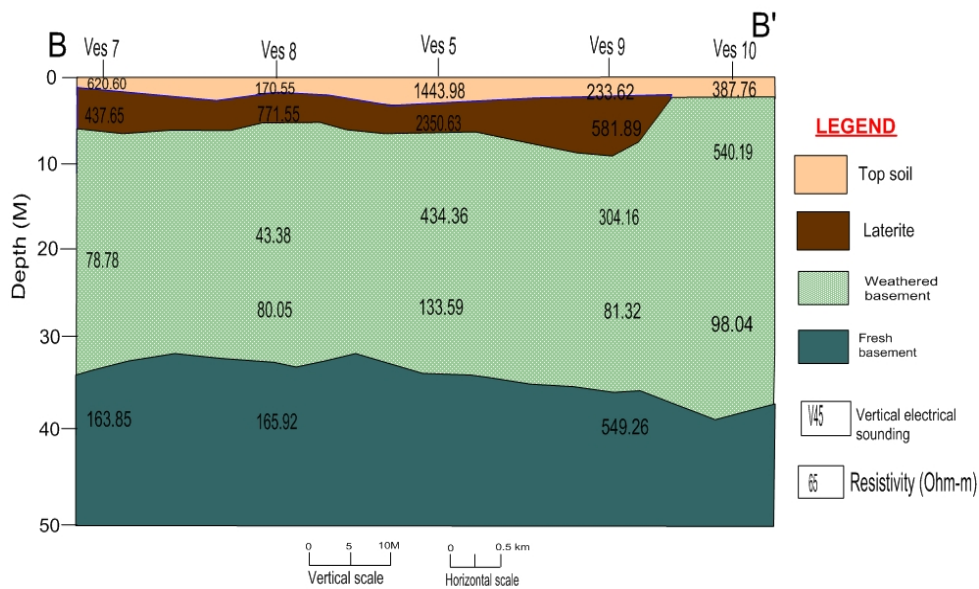 B
B'
Ves 7
Ves 8
Ves 5
Ves 9
Ves 10
0
620.60
170.55
1443.98
233.62
387.76
437.65
771.55
2350.63
581.89
540.19
10
434.36
304.16
43.38
20
78.78
80.05
133.59
81.32
98.04
30
163.85
165.92
549.26
40
50
Depth (M)
LEGEND
Top soil
Laterite
Weathered
basement
Fresh
basement
V45
Vertical electrical
sounding
65
Resistivity (Ohm-m)
0 5 10M
Vertical scale
0 0.5 km
Horizontal scale